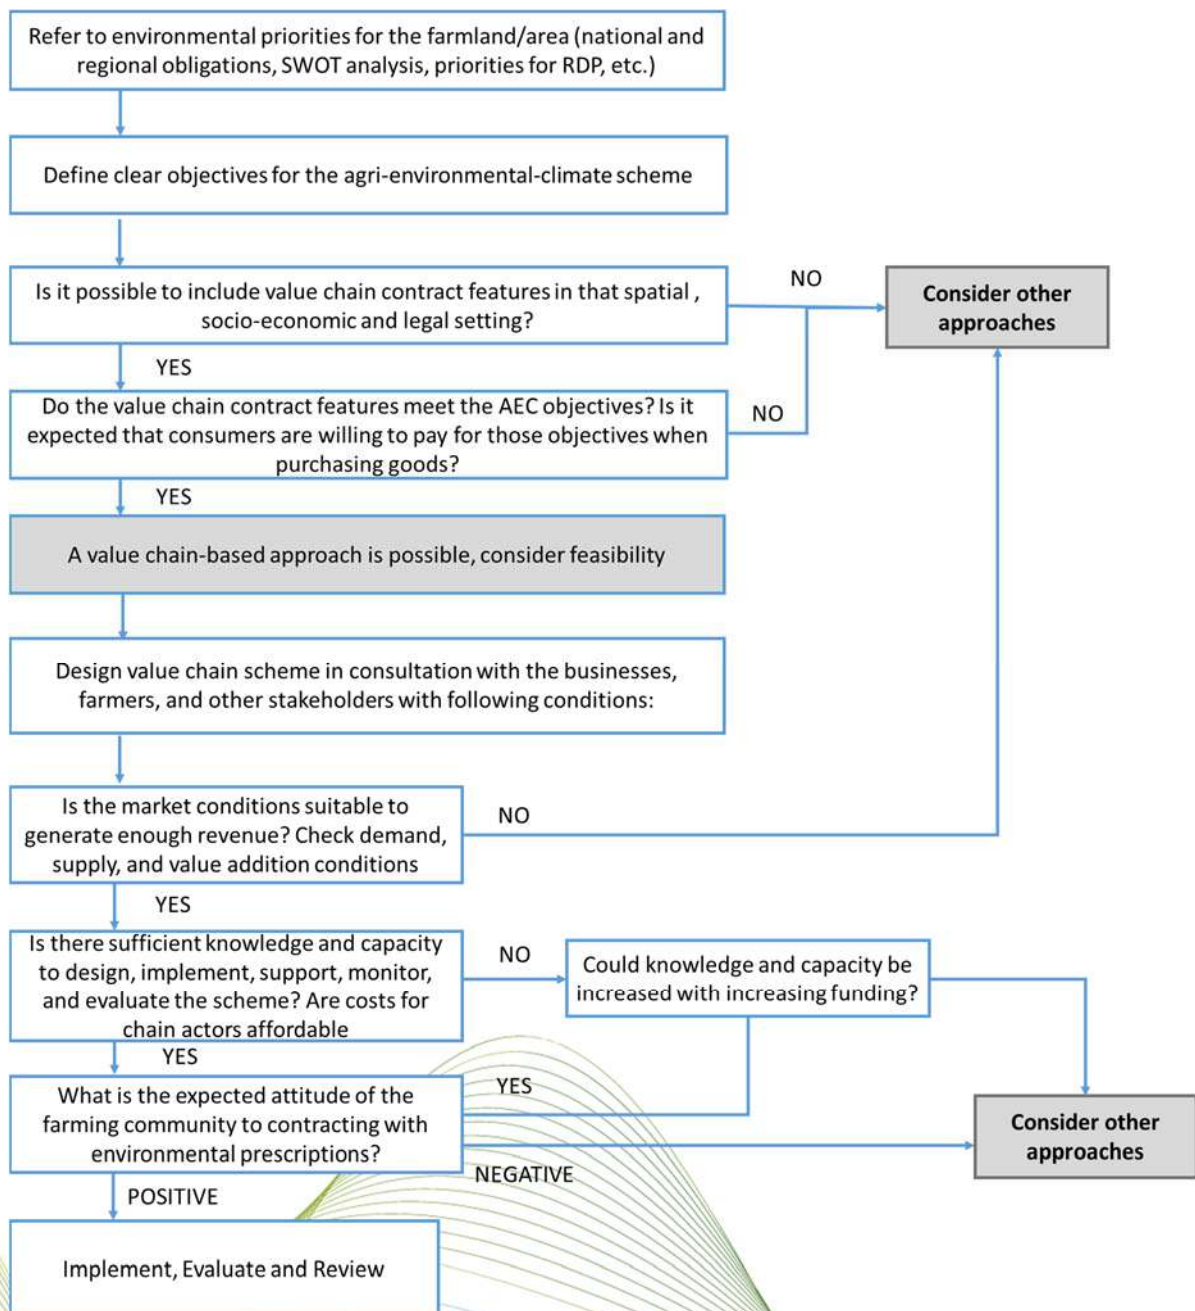 Refer to environmental priorities for the farmland/area (national and
regional obligations, SWOT analysis, priorities for RDP, etc.)
Define clear objectives for the agri-environmental-climate scheme
Is it possible to include value chain contract features in that spatial ,
socio-economic and legal setting?
NO
Consider other
approaches
YES
Do the value chain contract features meet the AEC objectives? Is it
expected that consumers are willing to pay for those objectives when
purchasing goods?
NO
YES
A value chain-based approach is possible, consider feasibility
Design value chain scheme in consultation with the businesses,
farmers, and other stakeholders with following conditions:
Is the market conditions suitable to
generate enough revenue? Check demand,
supply, and value addition conditions
NO
YES
Is there sufficient knowledge and capacity
to design, implement, support, monitor,
and evaluate the scheme? Are costs for
chain actors affordable
NO
Could knowledge and capacity be
increased with increasing funding?
YES
What is the expected attitude of the
farming community to contracting with
environmental prescriptions?
YES
NEGATIVE
Consider other
approaches
POSITIVE
Implement, Evaluate and Review